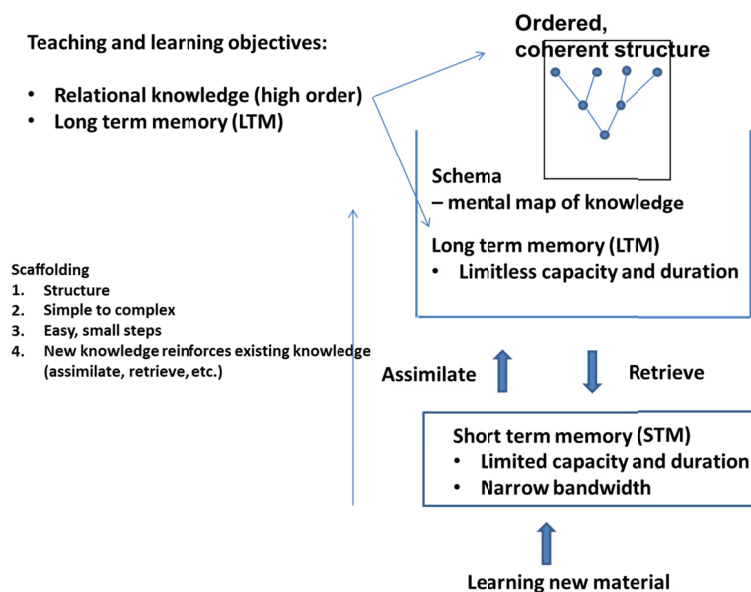 Teaching and learning objectives:
• Relational knowledge (high order)
• Long term memory (LTM)
Ordered,
coherent structure
Schema
– mental map of knowledge
Long term memory (LTM)
• Limitless capacity and duration
Scaffolding
1. Structure
2. Simple to complex
3. Easy, small steps
4. New knowledge reinforces existing knowledge
(assimilate, retrieve, etc.)
Assimilate
Retrieve
Short term memory (STM)
• Limited capacity and duration
• Narrow bandwidth
Learning new material